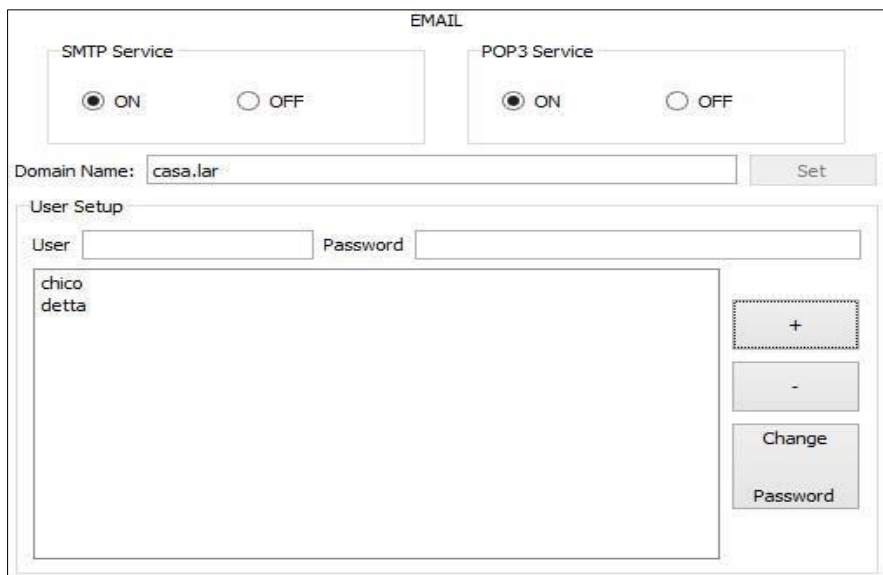 EMAIL
SMTP Service
POP3 Service
ON
OFF
ON
OFF
Domain Name: casa.lar
Set
User Setup
User
Password
chico
detta
+
-
Change
Password